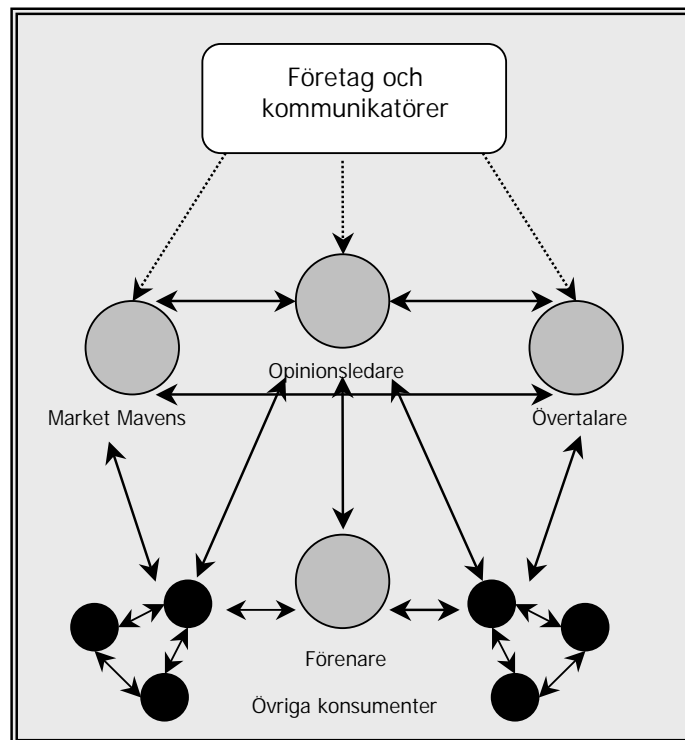 Företag och
kommunikatörer
Opinionsledare
Market Mavens
Övertalare
Förenare
Övriga konsumenter